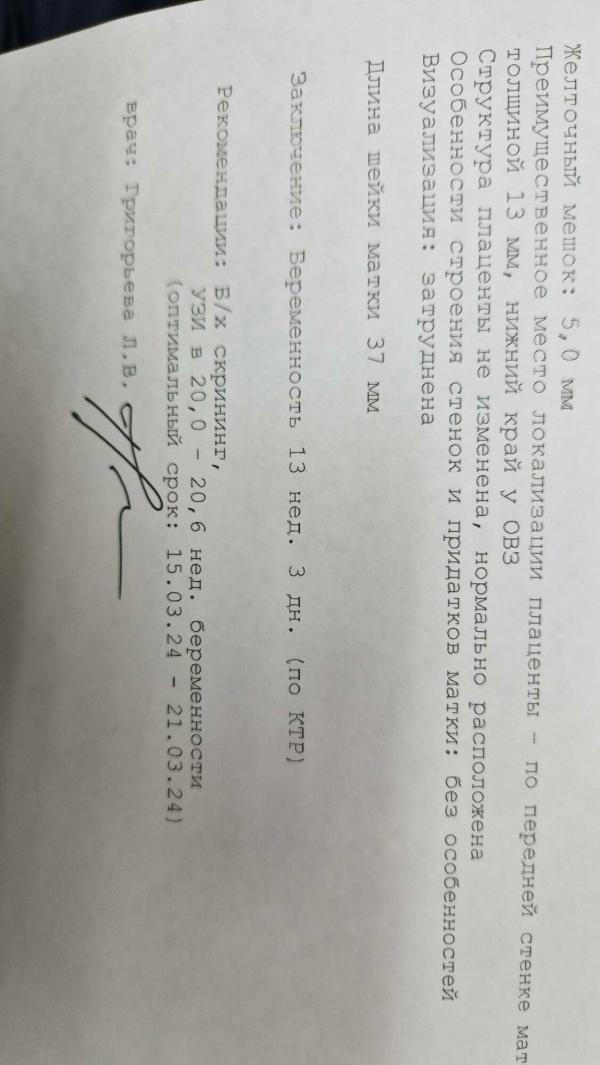 Желточный мешок: 5,0 мм
Преимущественное место локализации плаценты - по передней стенке мат
толщиной 13 мм, нижний край у ОВЗ
Структура плаценты не изменена, нормально расположена
Особенности строения стенок и придатков матки: без особенностей
Визуализация: затруднена
Длина шейки матки 37 мм
Заключение: Беременность 13 нед. 3 дн. (по КТР)
Рекомендации: Б/х скрининг,
узи в 20,0 - 20,6 нед. беременности
(оптимальный срок: 15.03.24 - 21.03.24)
врач: Григорьева Л.В.